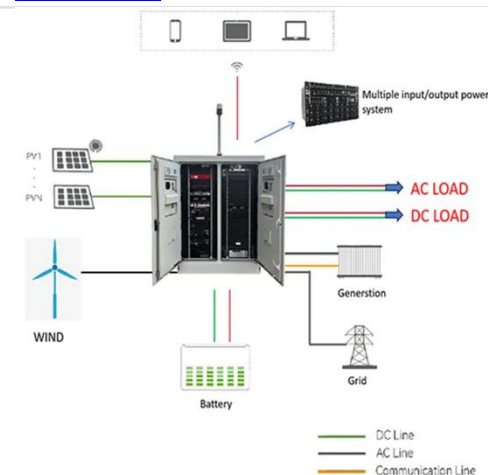 Multiple input/output power
system
PV1
PVN
AC LOAD
DC LOAD
WIND
Generstion
Grid
Battery
DC Line
AC Line
Communication Line